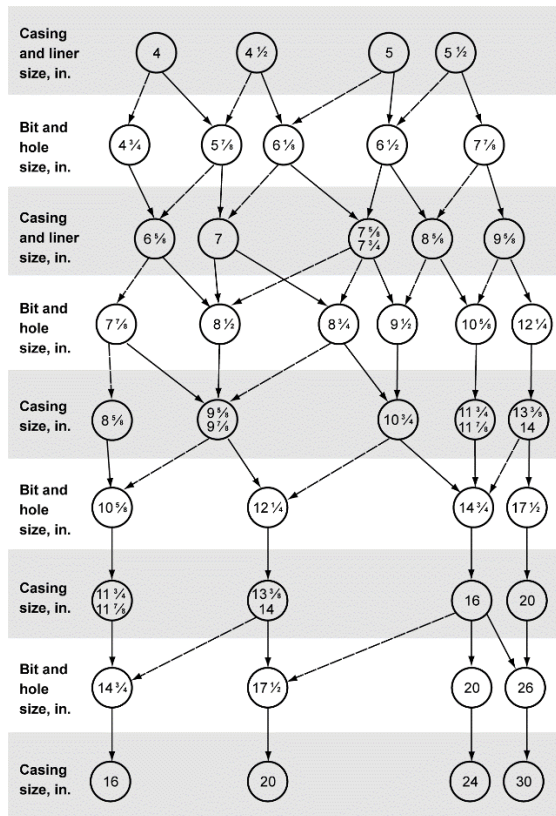 Casing
and liner
size, in.
4
4 ½
5
5 ½
Bit and
hole
size, in.
4 ¾
5 ⅞
6 ⅛
6 ½
7 ⅞
Casing
and liner
size, in.
6 ⅝
7
7 ⅝
7 ¾
8 ⅝
9 ⅝
Bit and
hole
size, in.
7 ⅞
8 ½
8 ¾
9 ½
10 ⅝
12 ¼
Casing
size, in.
8 ⅝
9 ⅝
9 ⅞
10 ¾
11 ¾
11 ⅞
13 ⅜
14
Bit and
hole
size, in.
10 ⅝
12 ¼
14 ¾
17 ½
Casing
size, in.
11 ¾
11 ⅞
13 ⅜
14
16
20
Bit and
hole
size, in.
14 ¾
17 ½
20
26
Casing
size, in.
16
20
24
30